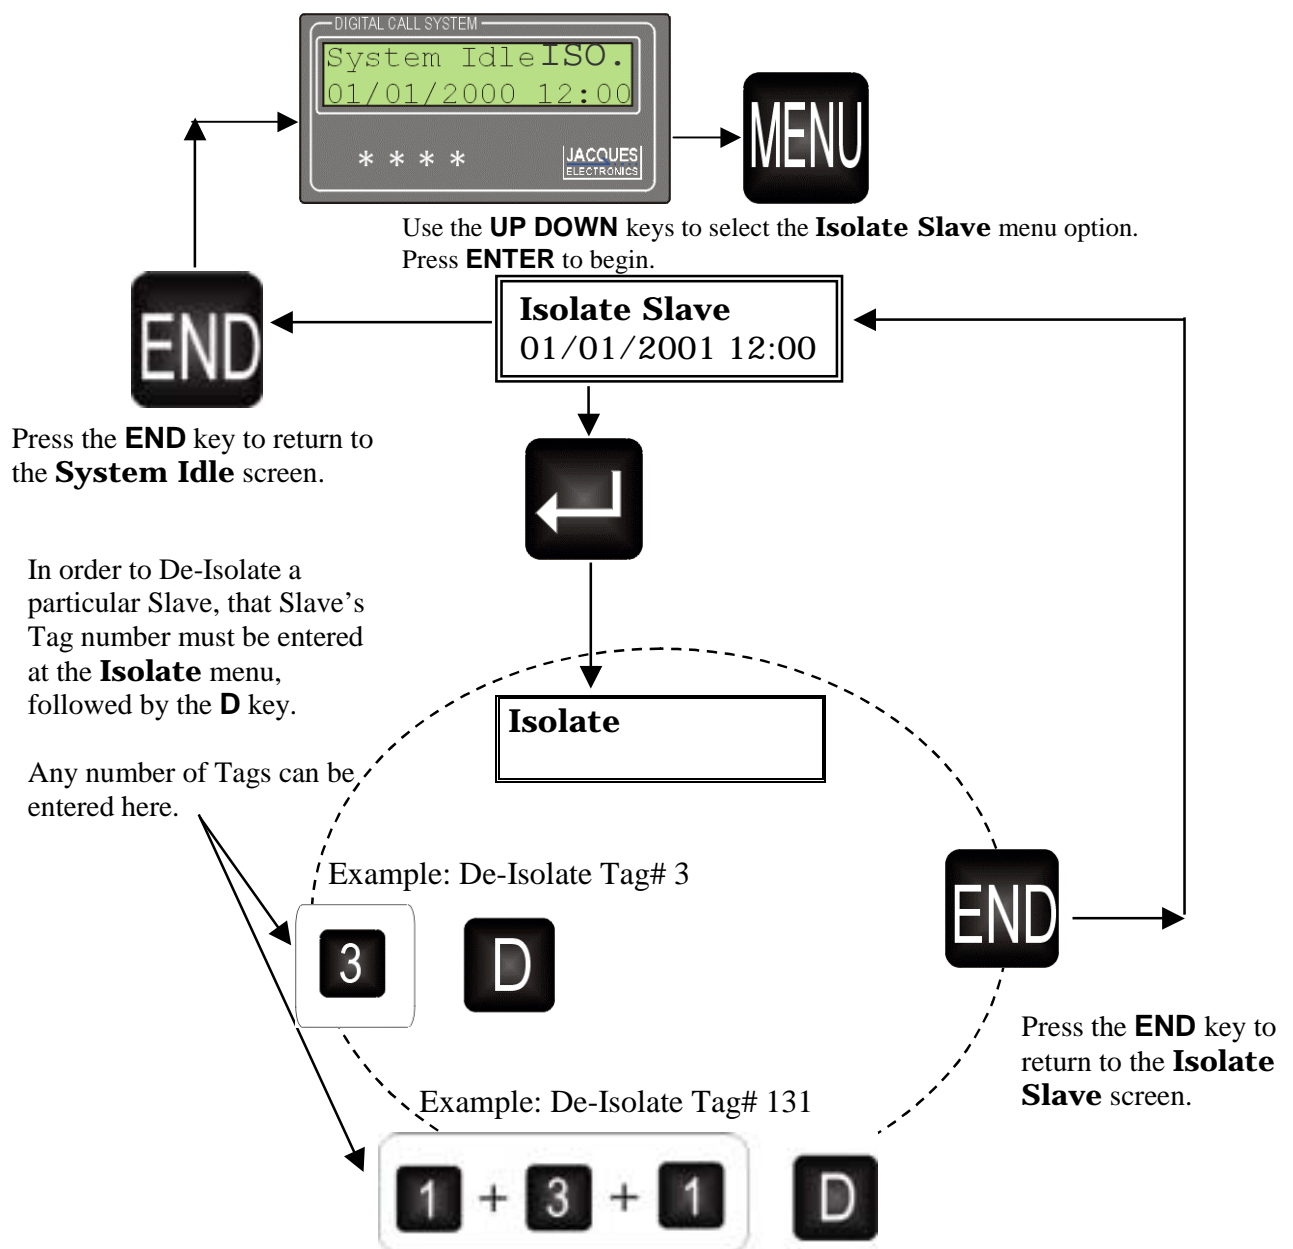 DIGITAL CALL SYSTEM
System Idle ISO.
01/01/2000 12:00
* * * *
JACQUES
ELECTRONICS
MENU
Use the UP DOWN keys to select the Isolate Slave menu option.
Press ENTER to begin.
END
Isolate Slave
01/01/2001 12:00
Press the END key to return to
the System Idle screen.
In order to De-Isolate a
particular Slave, that Slave's
Tag number must be entered
at the Isolate menu,
followed by the D key.
Isolate
Any number of Tags can be
entered here.
Example: De-Isolate Tag# 3
3 D
END
Press the END key to
return to the Isolate
Slave screen.
Example: De-Isolate Tag# 131
1 + 3 + 1 D